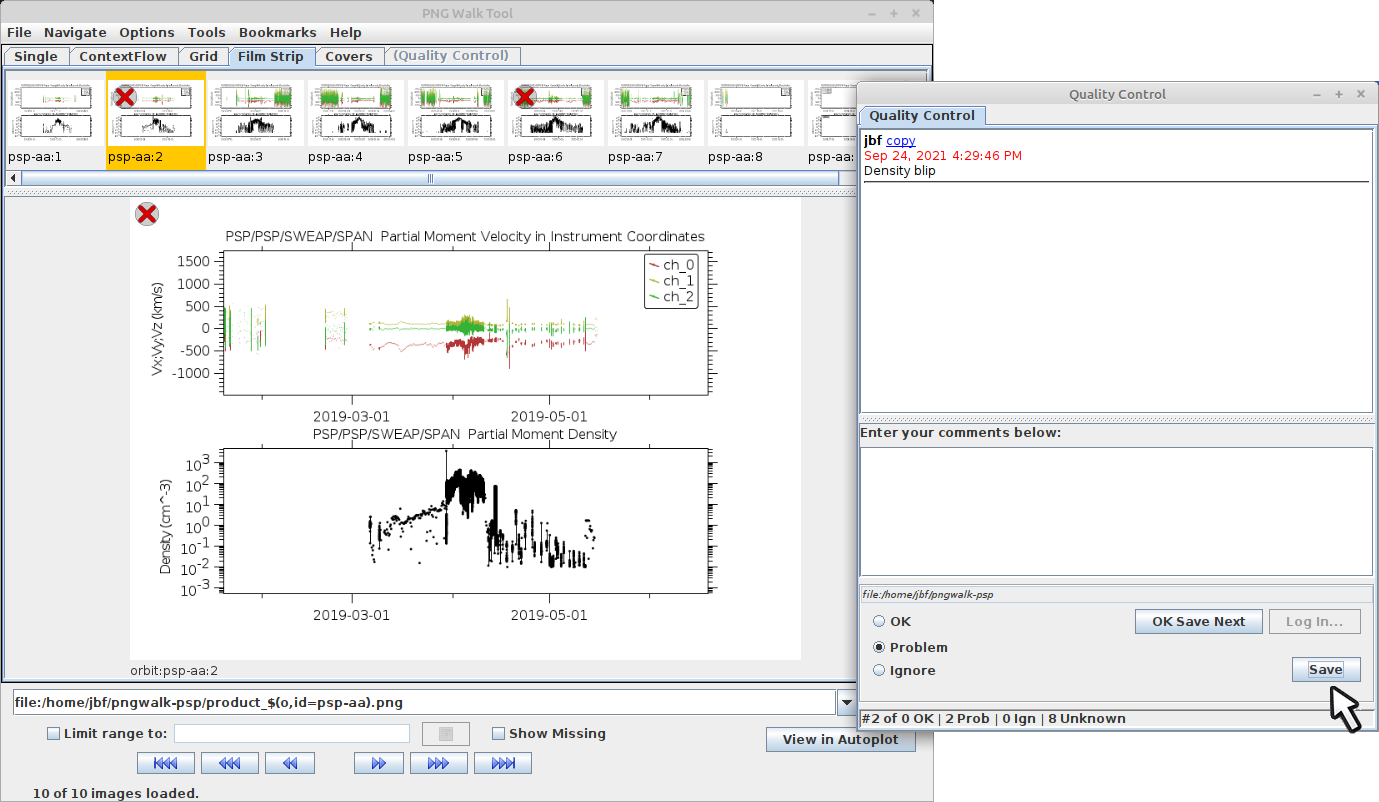 PNG Walk Tool
File Navigate Options Tools Bookmarks Help
Single ContextFlow Grid Film Strip Covers (Quality Control)
psp-aa:1 psp-aa:2 psp-aa:3 psp-aa:4 psp-aa:5 psp-aa:6 psp-aa:7 psp-aa:8 psp-aa:
PSP/PSP/SWEAP/SPAN Partial Moment Velocity in Instrument Coordinates
Vx;Vy;Vz (km/s)
1500
1000
500
0
-500
-1000
ch_0
ch_1
ch_2
2019-03-01 2019-05-01
PSP/PSP/SWEAP/SPAN Partial Moment Density
Density (cm^-3)
10^3
10^2
10^1
10^0
10^-1
10^-2
10^-3
2019-03-01 2019-05-01
orbit:psp-aa:2
file:/home/jbf/pngwalk-psp/product_$(o,id=psp-aa).png
Limit range to: Show Missing
View in Autoplot
10 of 10 images loaded.
Quality Control
Quality Control
jbf copy
Sep 24, 2021 4:29:46 PM
Density blip
Enter your comments below:
file:/home/jbf/pngwalk-psp
OK
Problem
Ignore
OK Save Next Log In...
Save
#2 of 0 OK | 2 Prob | 0 Ign | 8 Unknown